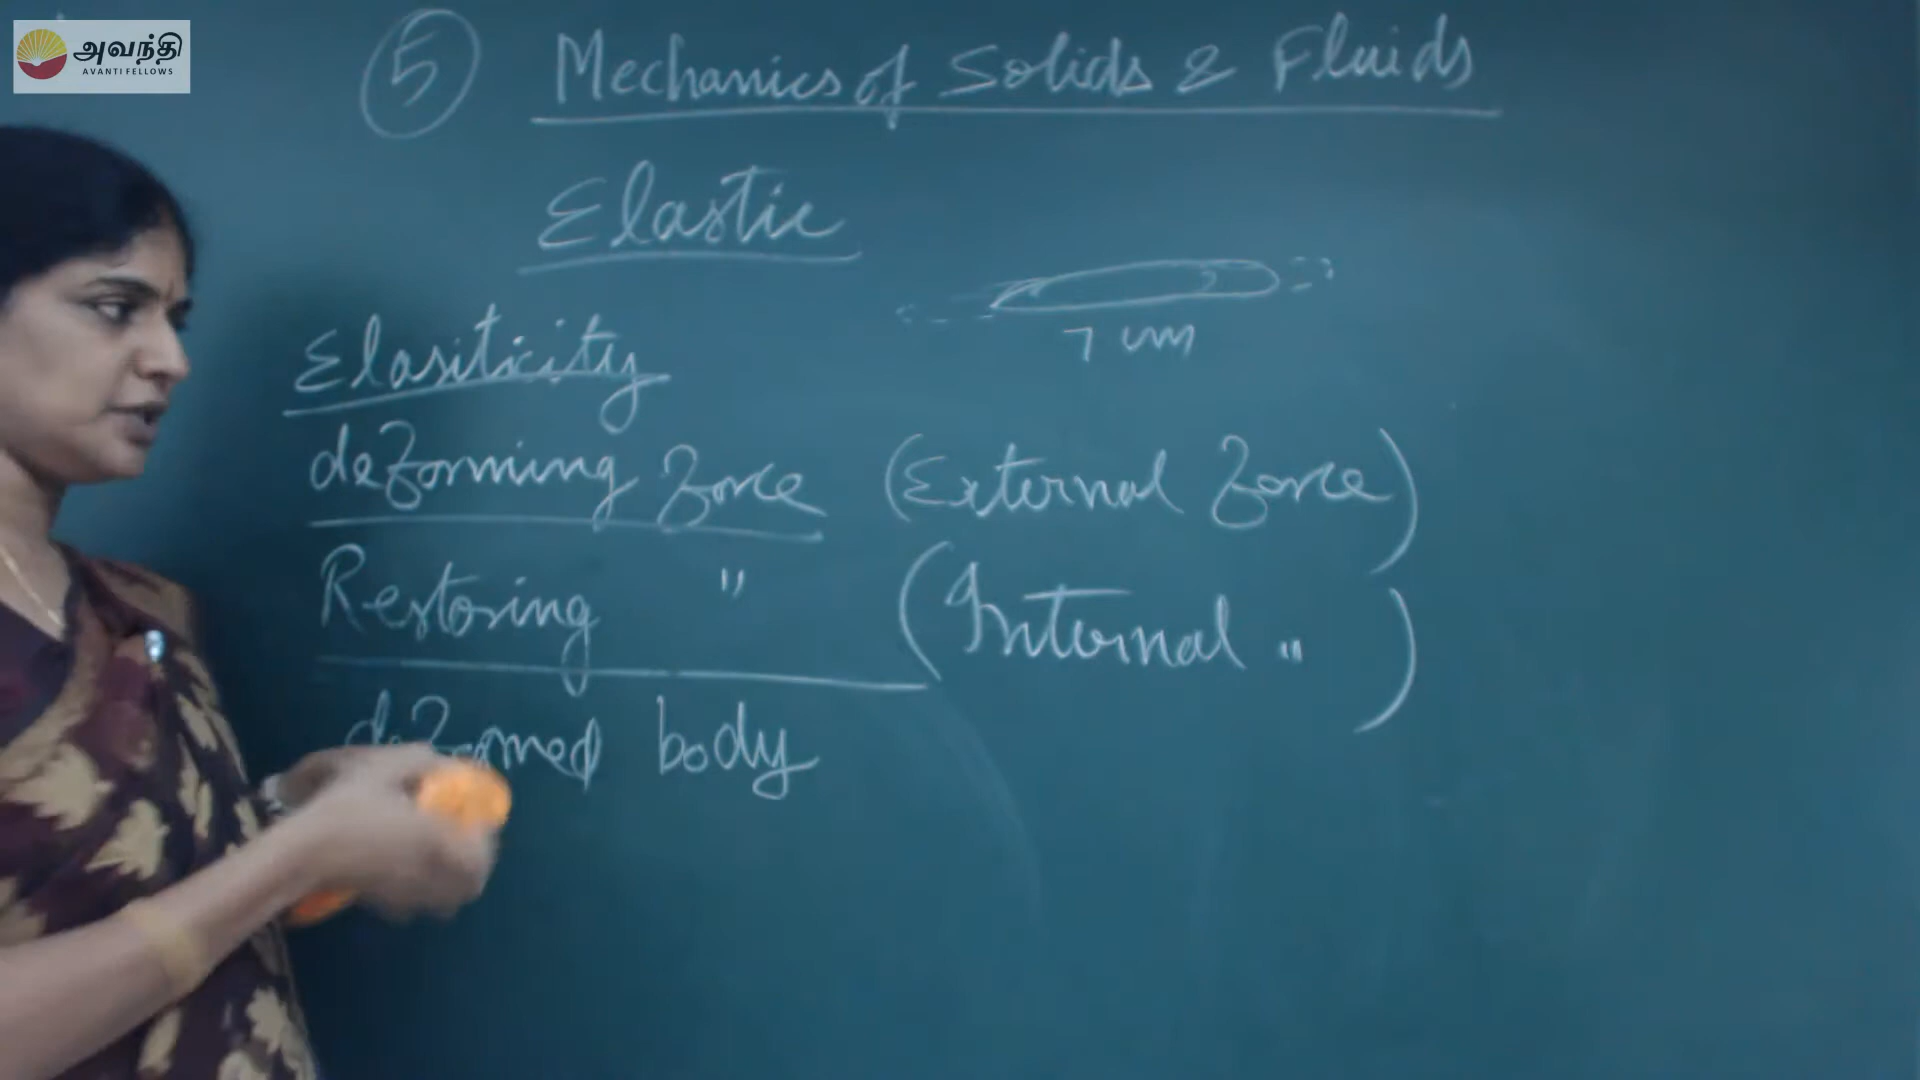 அவந்தி
AVANTI FELLOWS
5 Mechanics of Solids & Fluids
Elastic
7 cm
Elasiticity
deforming force (External force)
Restoring " (Internal " )
deformed body